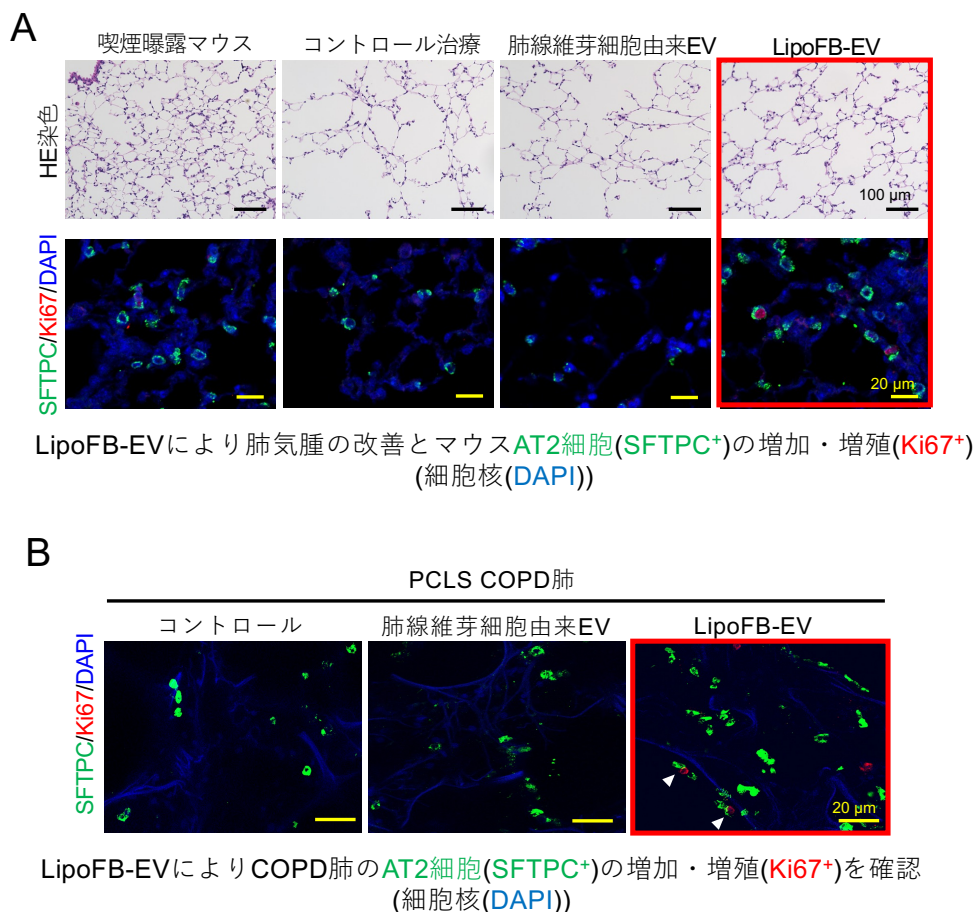 A
喫煙曝露マウス
コントロール治療
肺線維芽細胞由来EV
LipoFB-EV
HE染色
100 μm
SFTPC/Ki67/DAPI
20 μm
LipoFB-EVにより肺気腫の改善とマウスAT2細胞(SFTPC+)の増加・増殖(Ki67+)
(細胞核(DAPI))
B
PCLS COPD肺
コントロール
肺線維芽細胞由来EV
LipoFB-EV
SFTPC/Ki67/DAPI
20 μm
LipoFB-EVによりCOPD肺のAT2細胞(SFTPC+)の増加・増殖(Ki67+)を確認
(細胞核(DAPI))